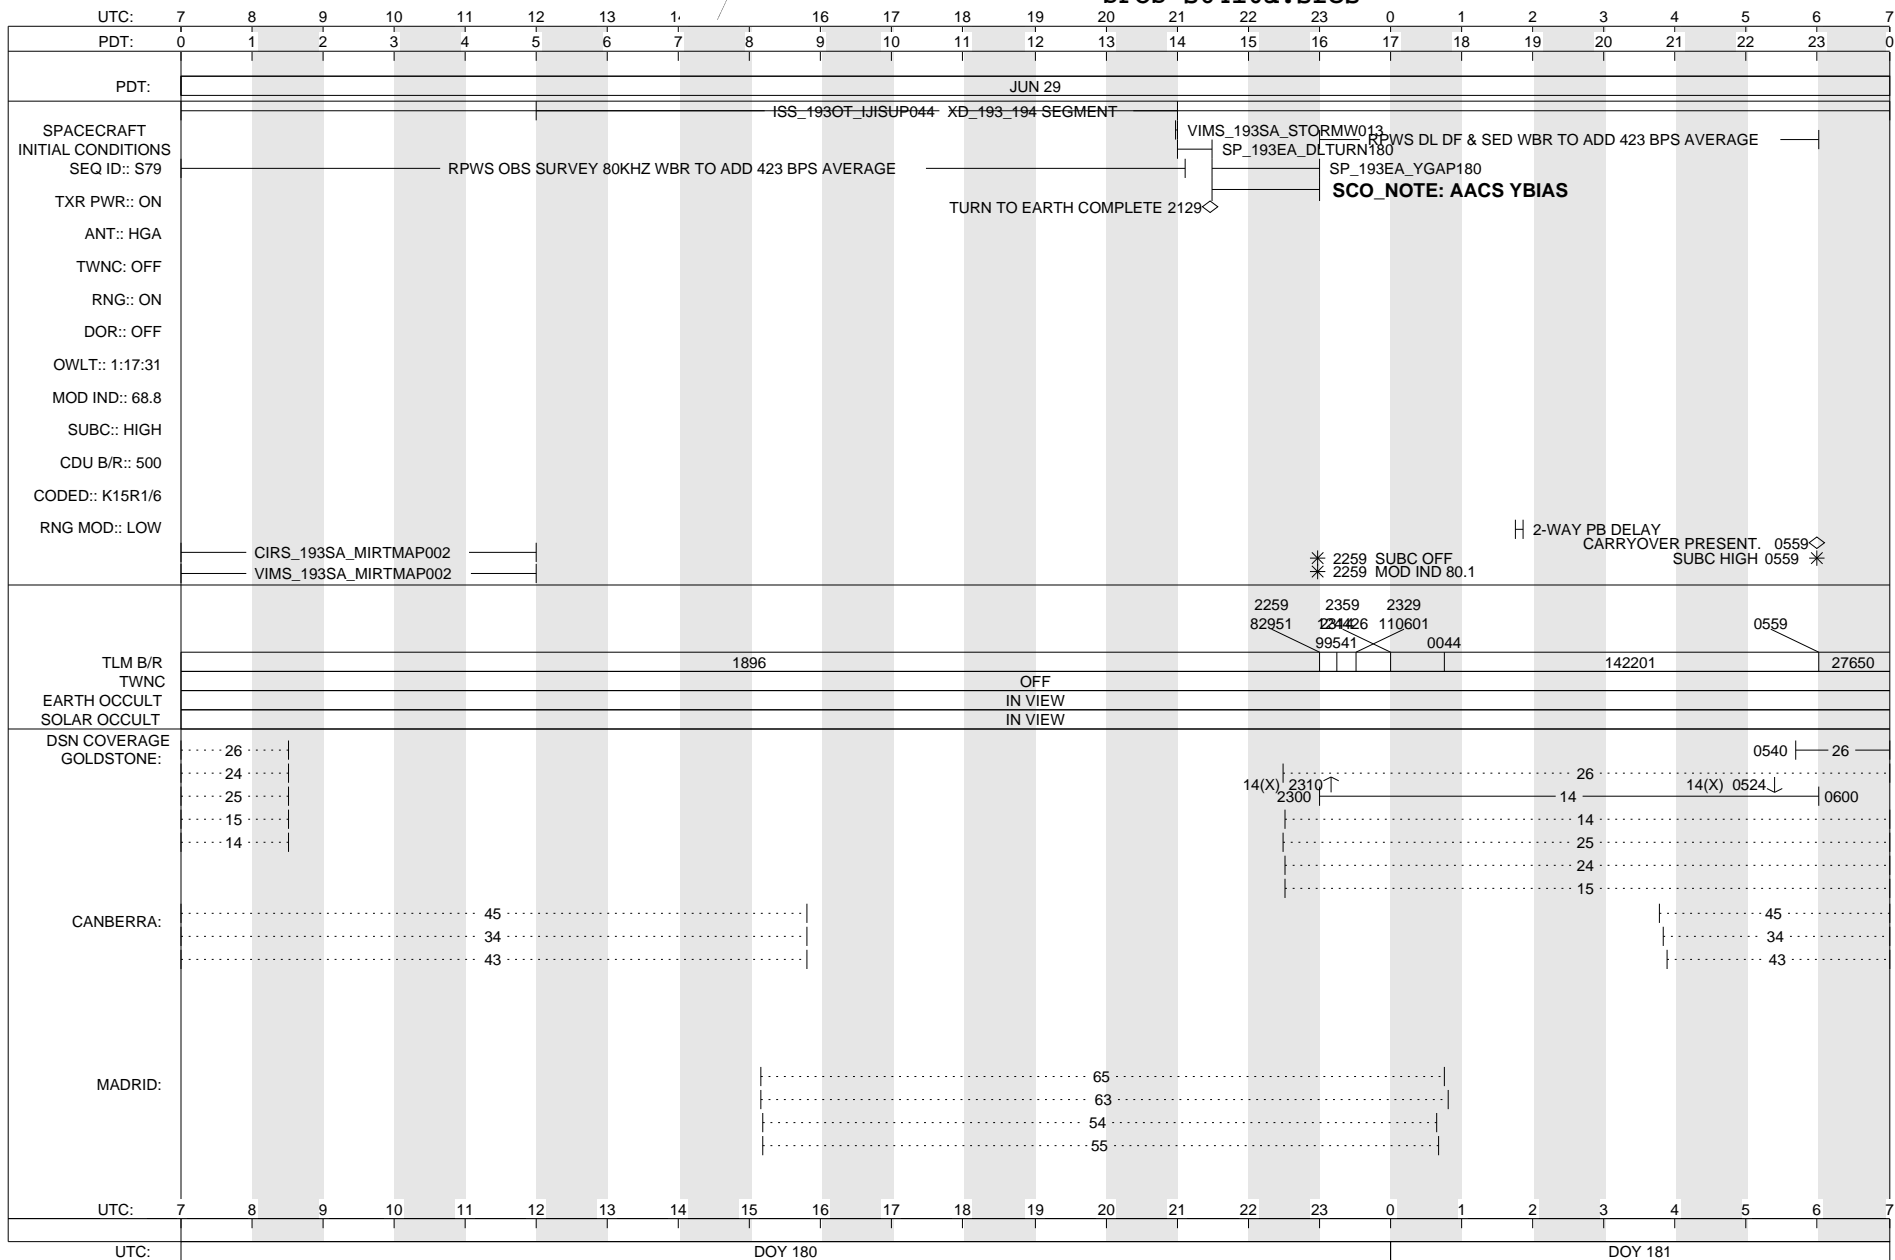 UTC: 7 8 9 10 11 12 13 16 17 18 19 20 21 22 23 0 1 2 3 4 5 6 7
PDT: 0 1 2 3 4 5 6 7 8 9 10 11 12 13 14 15 16 17 18 19 20 21 22 23 0
PDT: JUN 29
ISS_193OT_IJISUP044 XD_193_194 SEGMENT
SPACECRAFT
INITIAL CONDITIONS
VIMS_193SA_STORMW013
RPWS DL DF & SED WBR TO ADD 423 BPS AVERAGE
SP_193EA_DLTURN180
SEQ ID:: S79
RPWS OBS SURVEY 80KHZ WBR TO ADD 423 BPS AVERAGE
SP_193EA_YGAP180
SCO_NOTE: AACS YBIAS
TXR PWR:: ON
TURN TO EARTH COMPLETE 2129
ANT:: HGA
TWNC: OFF
RNG:: ON
DOR:: OFF
OWLT:: 1:17:31
MOD IND:: 68.8
SUBC:: HIGH
CDU B/R:: 500
CODED:: K15R1/6
RNG MOD:: LOW
2-WAY PB DELAY
CARRYOVER PRESENT. 0559
CIRS_193SA_MIRTMAP002
2259 SUBC OFF
SUBC HIGH 0559
VIMS_193SA_MIRTMAP002
2259 MOD IND 80.1
2259 2359 2329
82951 110601 0559
99541 0044
TLM B/R 1896 142201 27650
TWNC OFF
EARTH OCCULT IN VIEW
SOLAR OCCULT IN VIEW
DSN COVERAGE
GOLDSTONE:
26 0540 26
24 26
14(X) 2310 14(X) 0524
25 2300 14 0600
15 14
14 25
24
15
CANBERRA:
45 45
34 34
43 43
MADRID:
65
63
54
55
UTC: 7 8 9 10 11 12 13 14 15 16 17 18 19 20 21 22 23 0 1 2 3 4 5 6 7
UTC: DOY 180 DOY 181